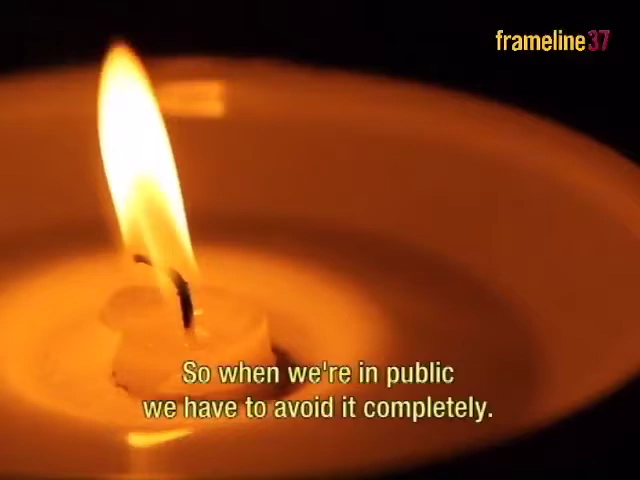 frameline37
So when we're in public
we have to avoid it completely.